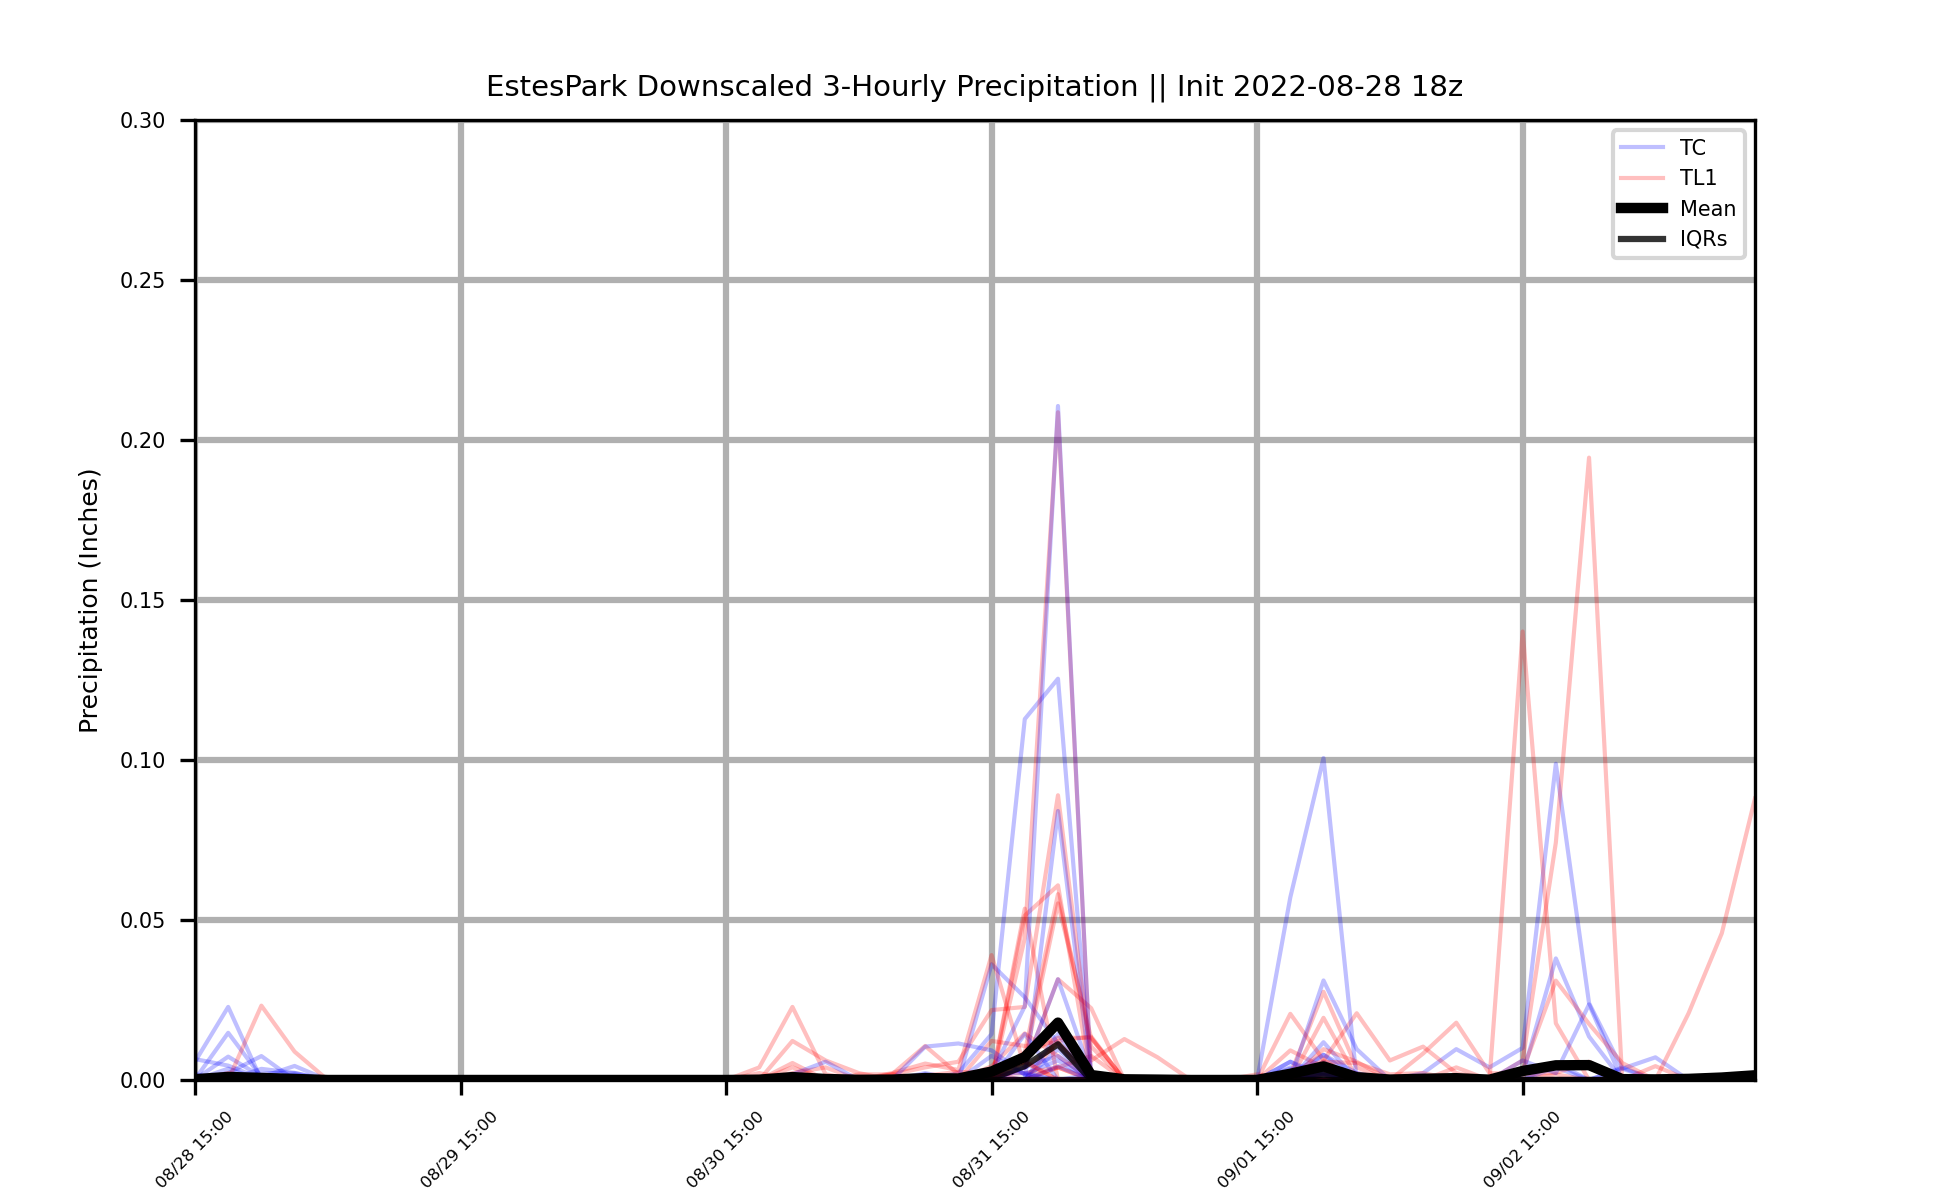 EstesPark Downscaled 3-Hourly Precipitation || Init 2022-08-28 18z
TC
TL1
Mean
IQRs
Precipitation (Inches)
0.30
0.25
0.20
0.15
0.10
0.05
0.00
08/28 15:00
08/29 15:00
08/30 15:00
08/31 15:00
09/01 15:00
09/02 15:00